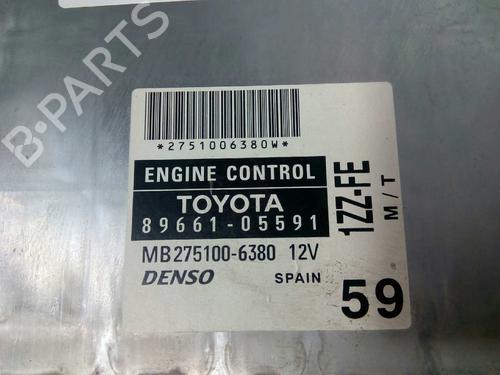 B-PARTS
*2751006380W*
ENGINE CONTROL
TOYOTA
89661-05591
MB275100-6380 12V
DENSO SPAIN
1ZZ-FE
M/T
59